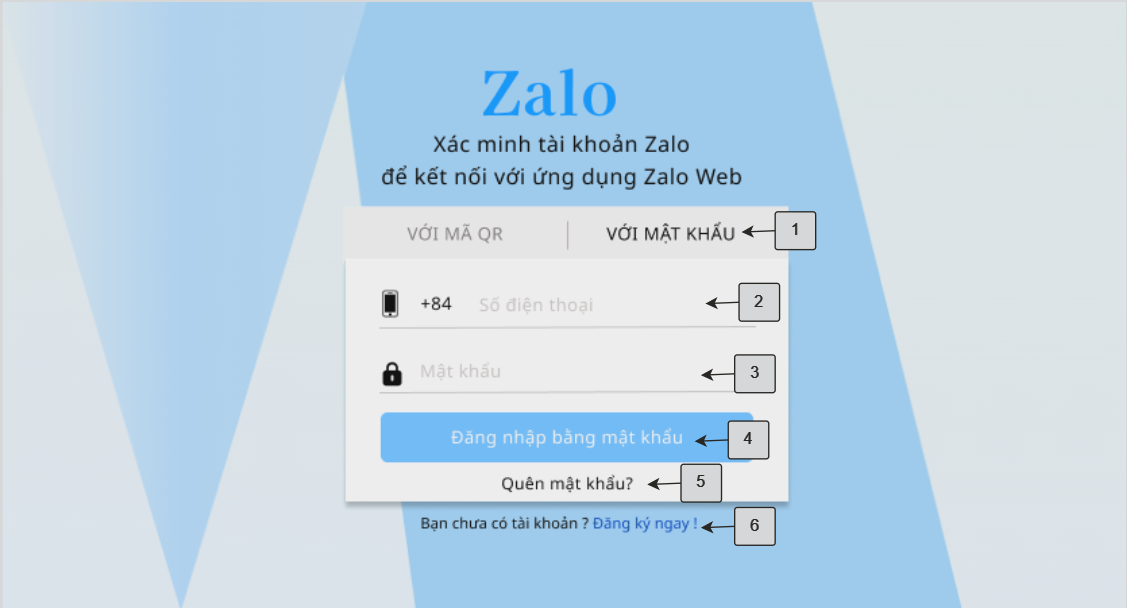 Zalo
Xác minh tài khoản Zalo
để kết nối với ứng dụng Zalo Web
VỚI MÃ QR | VỚI MẬT KHẨU 1
+84 Số điện thoại 2
Mật khẩu 3
Đăng nhập bằng mật khẩu 4
Quên mật khẩu? 5
Bạn chưa có tài khoản ? Đăng ký ngay ! 6